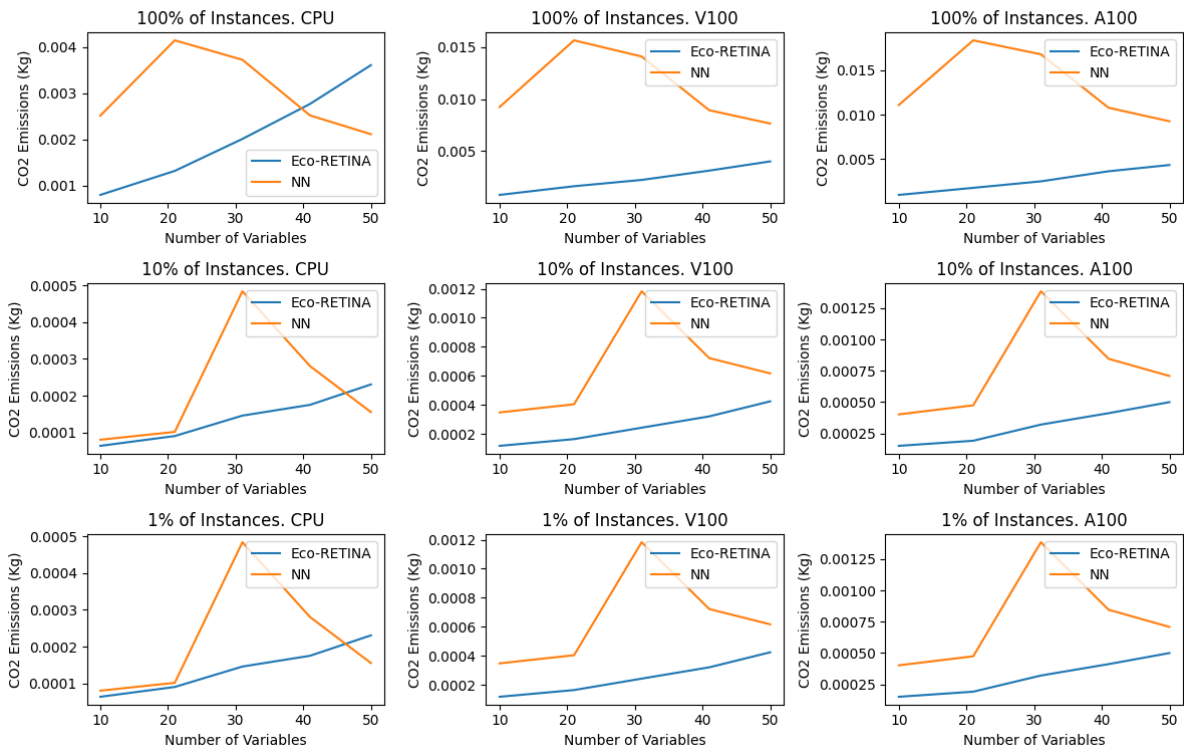 100% of Instances. CPU
CO2 Emissions (Kg)
0.004
0.003
0.002
0.001
Eco-RETINA
NN
10 20 30 40 50
Number of Variables
100% of Instances. V100
CO2 Emissions (Kg)
0.015
0.010
0.005
Eco-RETINA
NN
10 20 30 40 50
Number of Variables
100% of Instances. A100
CO2 Emissions (Kg)
0.015
0.010
0.005
Eco-RETINA
NN
10 20 30 40 50
Number of Variables
10% of Instances. CPU
CO2 Emissions (Kg)
0.0005
0.0004
0.0003
0.0002
0.0001
Eco-RETINA
NN
10 20 30 40 50
Number of Variables
10% of Instances. V100
CO2 Emissions (Kg)
0.0012
0.0010
0.0008
0.0006
0.0004
0.0002
Eco-RETINA
NN
10 20 30 40 50
Number of Variables
10% of Instances. A100
CO2 Emissions (Kg)
0.00125
0.00100
0.00075
0.00050
0.00025
Eco-RETINA
NN
10 20 30 40 50
Number of Variables
1% of Instances. CPU
CO2 Emissions (Kg)
0.0005
0.0004
0.0003
0.0002
0.0001
Eco-RETINA
NN
10 20 30 40 50
Number of Variables
1% of Instances. V100
CO2 Emissions (Kg)
0.0012
0.0010
0.0008
0.0006
0.0004
0.0002
Eco-RETINA
NN
10 20 30 40 50
Number of Variables
1% of Instances. A100
CO2 Emissions (Kg)
0.00125
0.00100
0.00075
0.00050
0.00025
Eco-RETINA
NN
10 20 30 40 50
Number of Variables